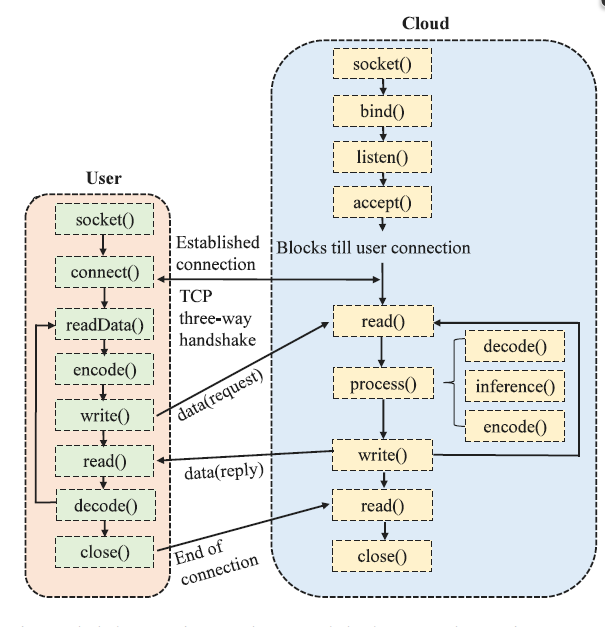 Cloud
socket()
bind()
listen()
accept()
Blocks till user connection
read()
process()
decode()
inference()
encode()
write()
read()
close()
User
socket()
connect()
readData()
encode()
write()
read()
decode()
close()
Established
connection
TCP
three-way
handshake
data(request)
data(reply)
End of
connection